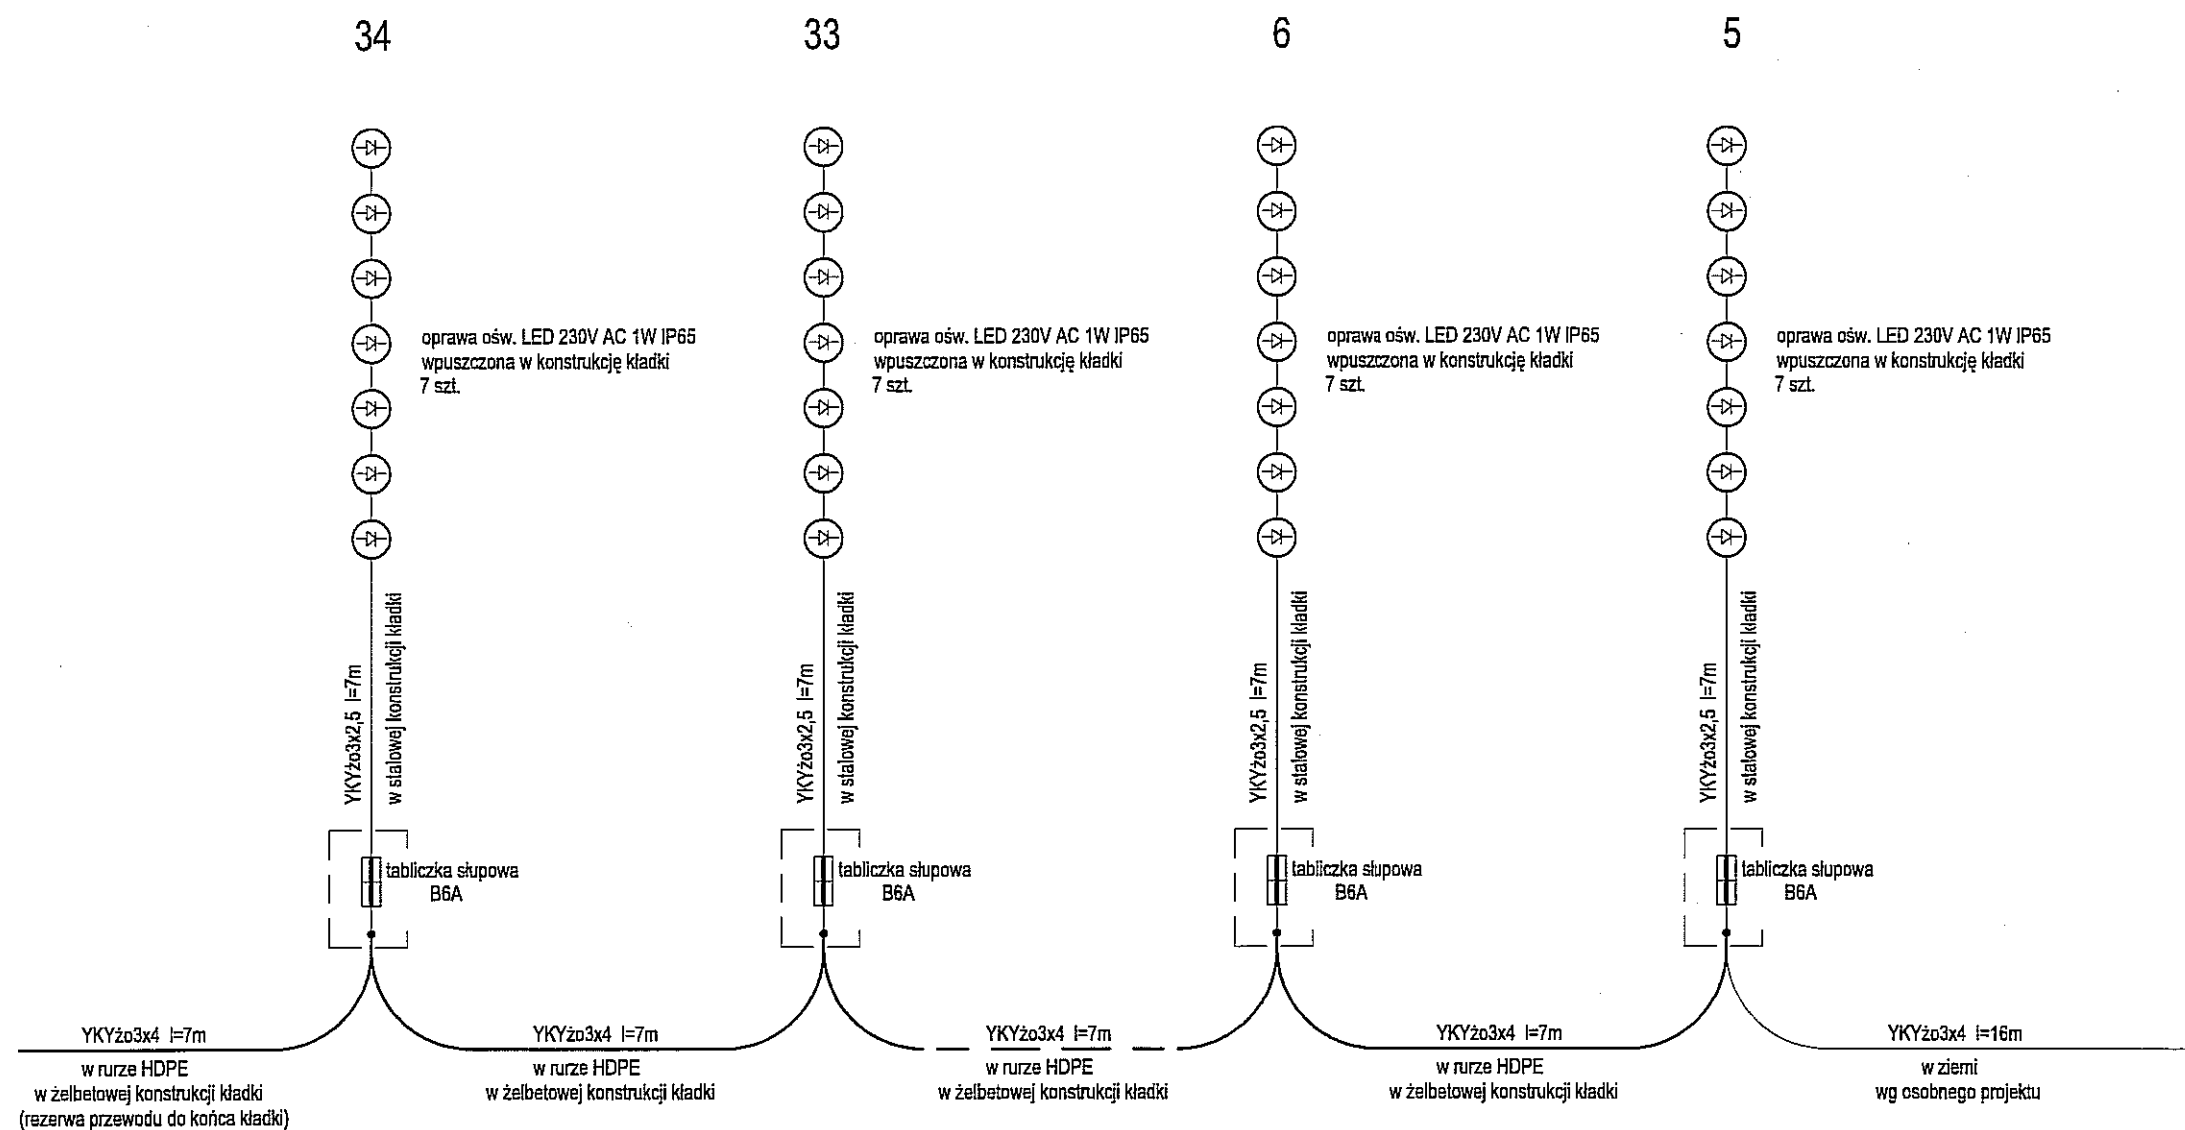 34
33
6
5
oprawa ośw. LED 230V AC 1W IP65
wpuszczona w konstrukcję kładki
7 szt.
oprawa ośw. LED 230V AC 1W IP65
wpuszczona w konstrukcję kładki
7 szt.
oprawa ośw. LED 230V AC 1W IP65
wpuszczona w konstrukcję kładki
7 szt.
oprawa ośw. LED 230V AC 1W IP65
wpuszczona w konstrukcję kładki
7 szt.
YKYżo3x2,5 l=7m
w stalowej konstrukcji kładki
YKYżo3x2,5 l=7m
w stalowej konstrukcji kładki
YKYżo3x2,5 l=7m
w stalowej konstrukcji kładki
YKYżo3x2,5 l=7m
w stalowej konstrukcji kładki
tabliczka słupowa
B6A
tabliczka słupowa
B6A
tabliczka słupowa
B6A
tabliczka słupowa
B6A
YKYżo3x4 l=7m
w rurze HDPE
w żelbetowej konstrukcji kładki
(rezerwa przewodu do końca kładki)
YKYżo3x4 l=7m
w rurze HDPE
w żelbetowej konstrukcji kładki
YKYżo3x4 l=7m
w rurze HDPE
w żelbetowej konstrukcji kładki
YKYżo3x4 l=7m
w rurze HDPE
w żelbetowej konstrukcji kładki
YKYżo3x4 l=16m
w ziemi
wg osobnego projektu